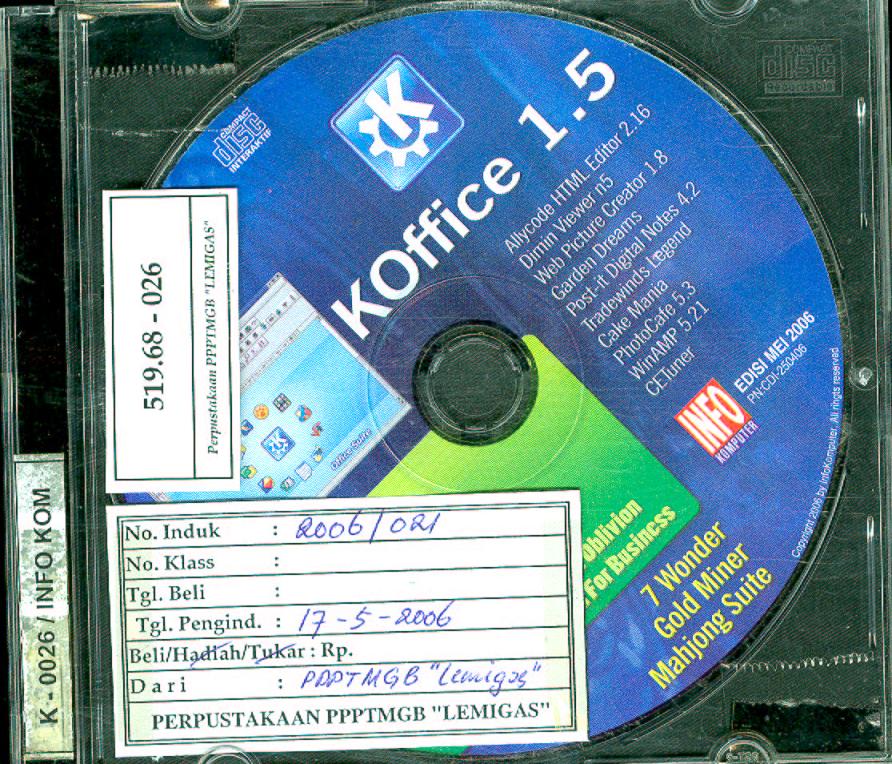 COMPACT
disc
Recordable
COMPACT
disc
INTERAKTIF
K
KOffice 1.5
Allycode HTML Editor 2.16
Dimin Viewer n5
Web Picture Creator 1.8
Garden Dreams
Post-it Digital Notes 4.2
Tradewinds Legend
Cake Mania
PhotoCafe 5.3
WinAMP 5.21
CETuner
INFO
KOMPUTER
EDISI MEI 2006
PN:CDI-250406
Copyright 2006 by InfoKomputer. All rights reserved
Office Suite
Oblivion
For Business
7 Wonder
Gold Miner
Mahjong Suite
519.68 - 026
Perpustakaan PPPTMGB "LEMIGAS"
K - 0026 / INFO KOM
No. Induk : 2006/021
No. Klass :
Tgl. Beli :
Tgl. Pengind. : 17-5-2006
Beli/Hadiah/Tukar : Rp.
Dari : PPPTMGB "Lemigas"
PERPUSTAKAAN PPPTMGB "LEMIGAS"